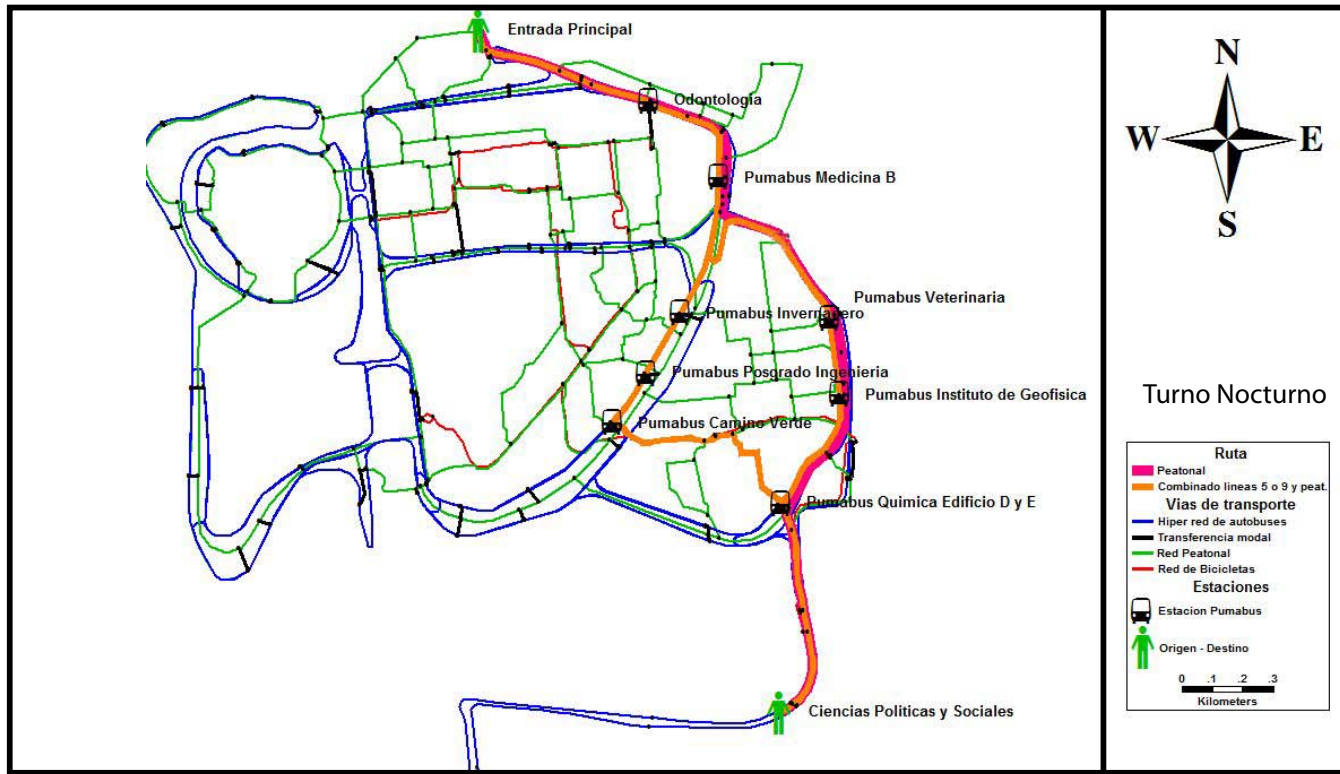 Entrada Principal
Odontologia
Pumabus Medicina B
Pumabus Veterinaria
Pumabus Invernadero
Pumabus Posgrado Ingenieria
Pumabus Instituto de Geofisica
Pumabus Camino Verde
Pumabus Quimica Edificio D y E
Ciencias Politicas y Sociales
N
W E
S
Turno Nocturno
Ruta
Peatonal
Combinado lineas 5 o 9 y peat.
Vias de transporte
Hiper red de autobuses
Transferencia modal
Red Peatonal
Red de Bicicletas
Estaciones
Estacion Pumabus
Origen - Destino
0 .1 .2 .3
Kilometers